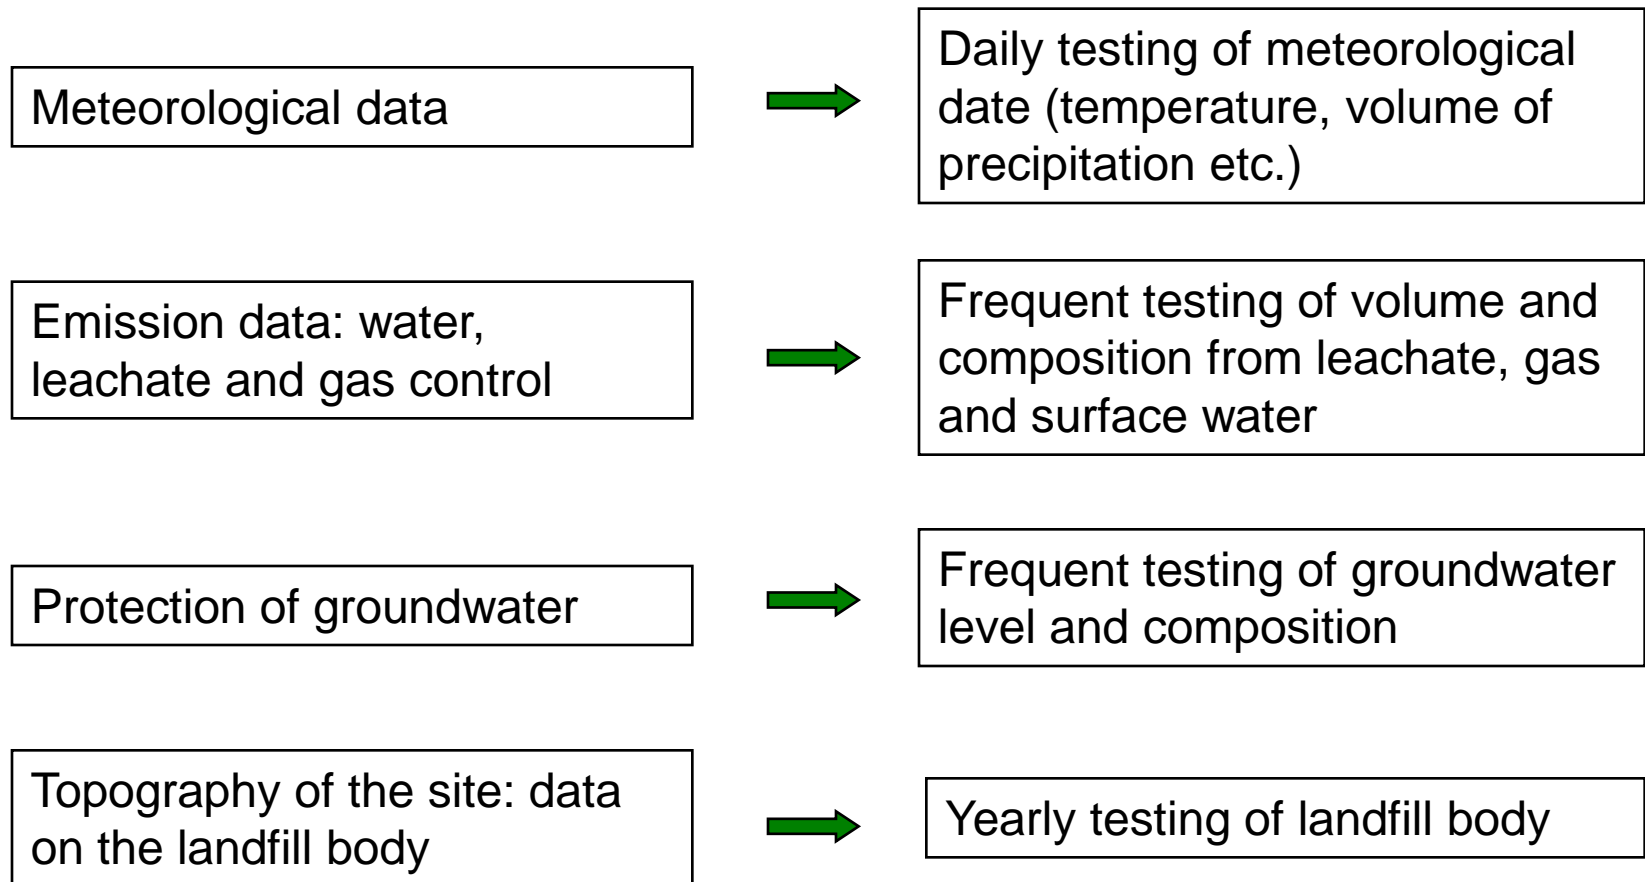 Meteorological data
Daily testing of meteorological
date (temperature, volume of
precipitation etc.)
Emission data: water,
leachate and gas control
Frequent testing of volume and
composition from leachate, gas
and surface water
Protection of groundwater
Frequent testing of groundwater
level and composition
Topography of the site: data
on the landfill body
Yearly testing of landfill body